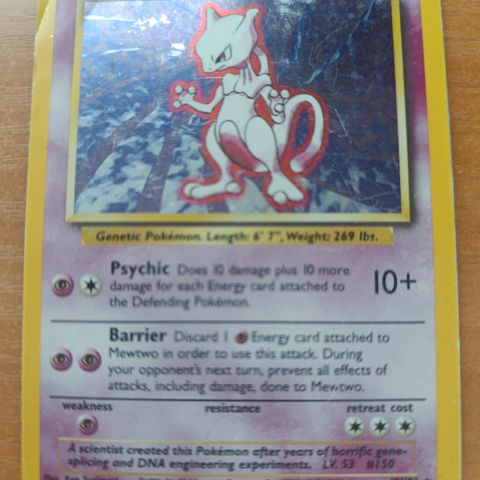 Genetic Pokémon. Length: 6' 7", Weight: 269 lbs.
Psychic Does 10 damage plus 10 more
damage for each Energy card attached to
the Defending Pokémon.
10+
Barrier Discard 1 Energy card attached to
Mewtwo in order to use this attack. During
your opponent's next turn, prevent all effects of
attacks, including damage, done to Mewtwo.
weakness resistance retreat cost
A scientist created this Pokémon after years of horrific gene-
splicing and DNA engineering experiments. LV. 53 #150